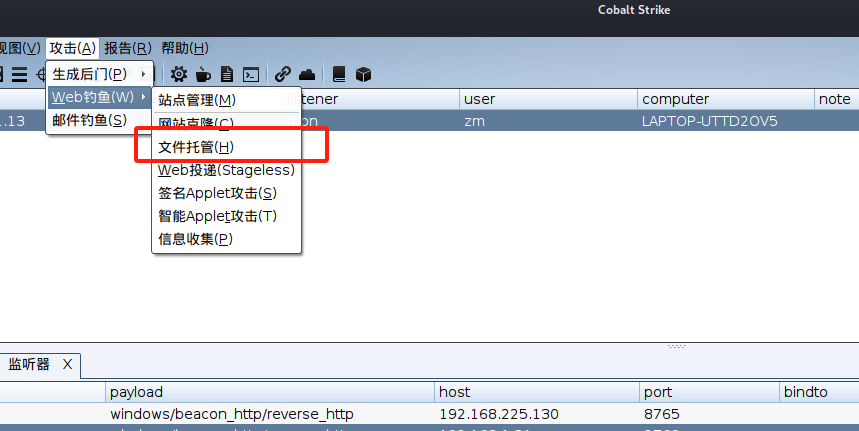 Cobalt Strike
视图(V) 攻击(A) 报告(R) 帮助(H)
生成后门(P)
Web钓鱼(W)
邮件钓鱼(S)
站点管理(M)
网站克隆(C)
文件托管(H)
Web投递(Stageless)
签名Applet攻击(S)
智能Applet攻击(T)
信息收集(P)
listener user computer note
.13 zm LAPTOP-UTTD2OV5
监听器 X
payload host port bindto
windows/beacon_http/reverse_http 192.168.225.130 8765